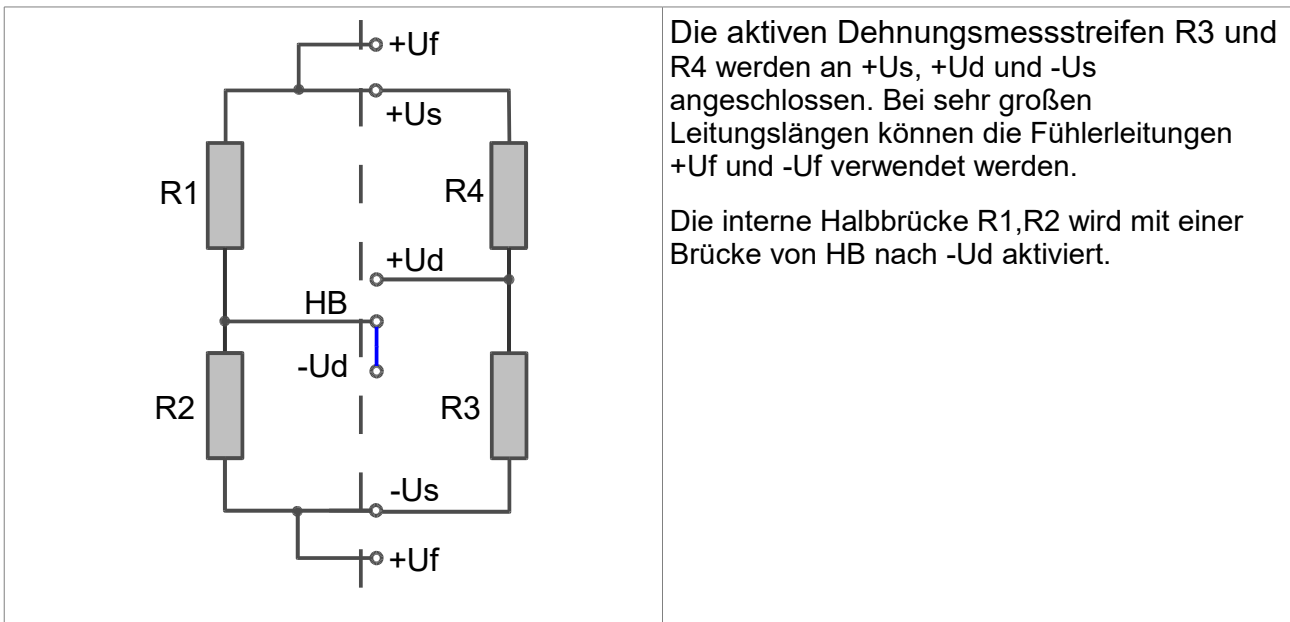 +Uf
+Us
R1
R4
+Ud
HB
-Ud
R2
R3
-Us
+Uf
Die aktiven Dehnungsmessstreifen R3 und
R4 werden an +Us, +Ud und -Us
angeschlossen. Bei sehr großen
Leitungslängen können die Fühlerleitungen
+Uf und -Uf verwendet werden.
Die interne Halbbrücke R1,R2 wird mit einer
Brücke von HB nach -Ud aktiviert.